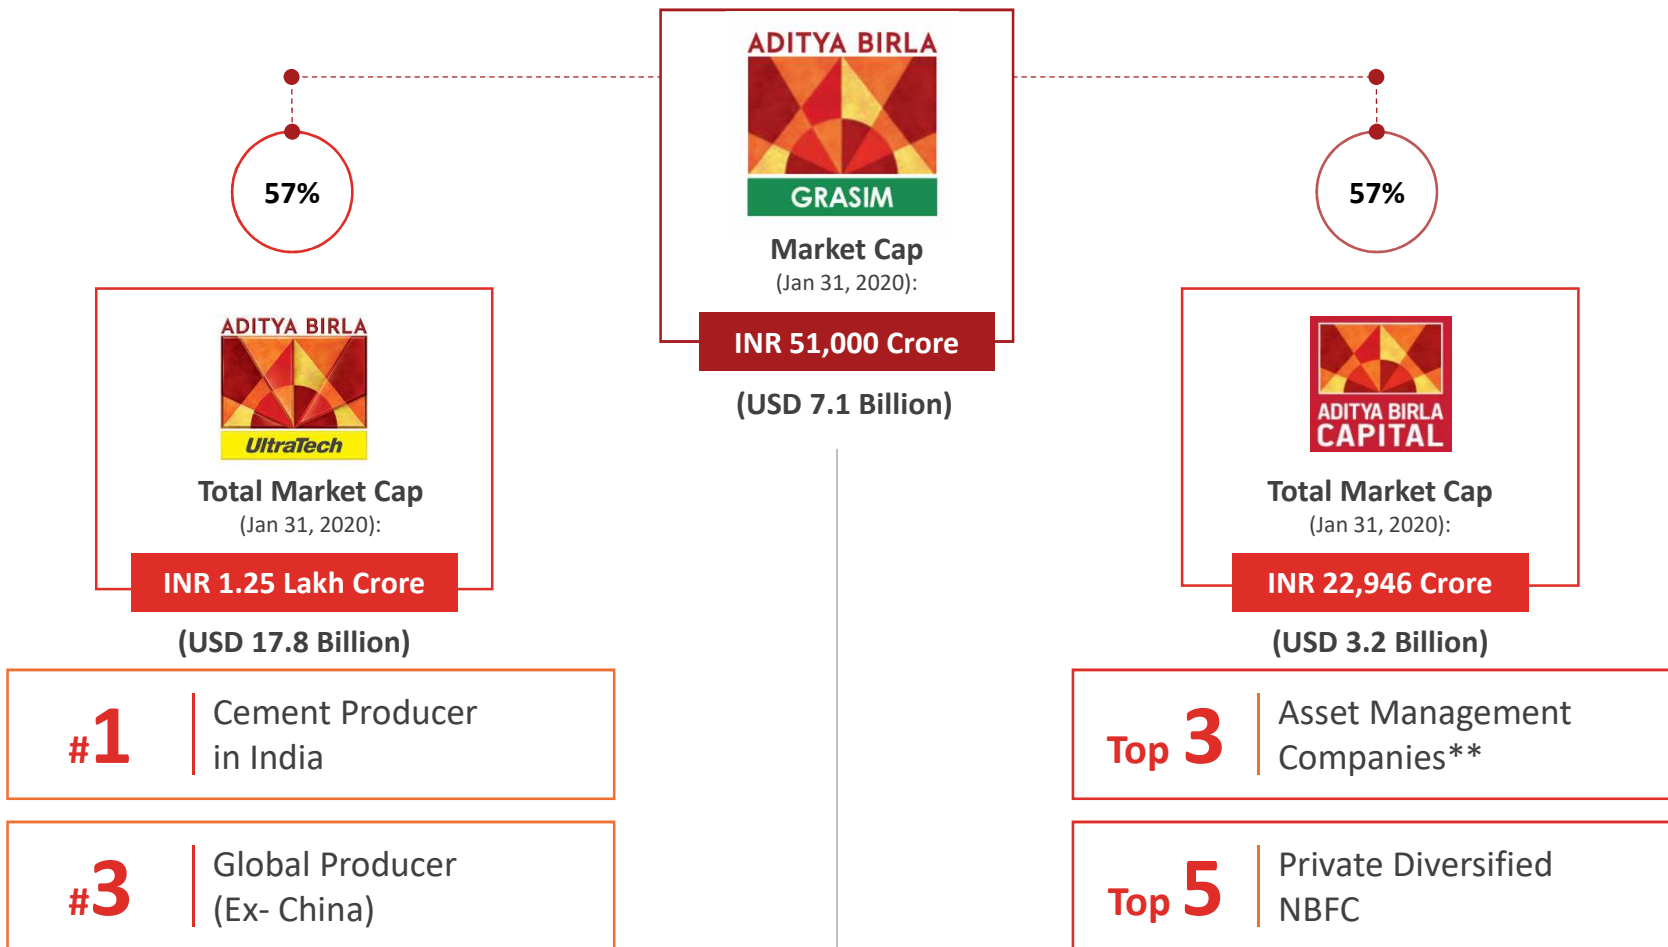 ADITYA BIRLA
GRASIM
Market Cap
(Jan 31, 2020):
INR 51,000 Crore
(USD 7.1 Billion)
57%
ADITYA BIRLA
UltraTech
Total Market Cap
(Jan 31, 2020):
INR 1.25 Lakh Crore
(USD 17.8 Billion)
#1
Cement Producer
in India
#3
Global Producer
(Ex- China)
57%
ADITYA BIRLA
CAPITAL
Total Market Cap
(Jan 31, 2020):
INR 22,946 Crore
(USD 3.2 Billion)
Top 3
Asset Management
Companies**
Top 5
Private Diversified
NBFC